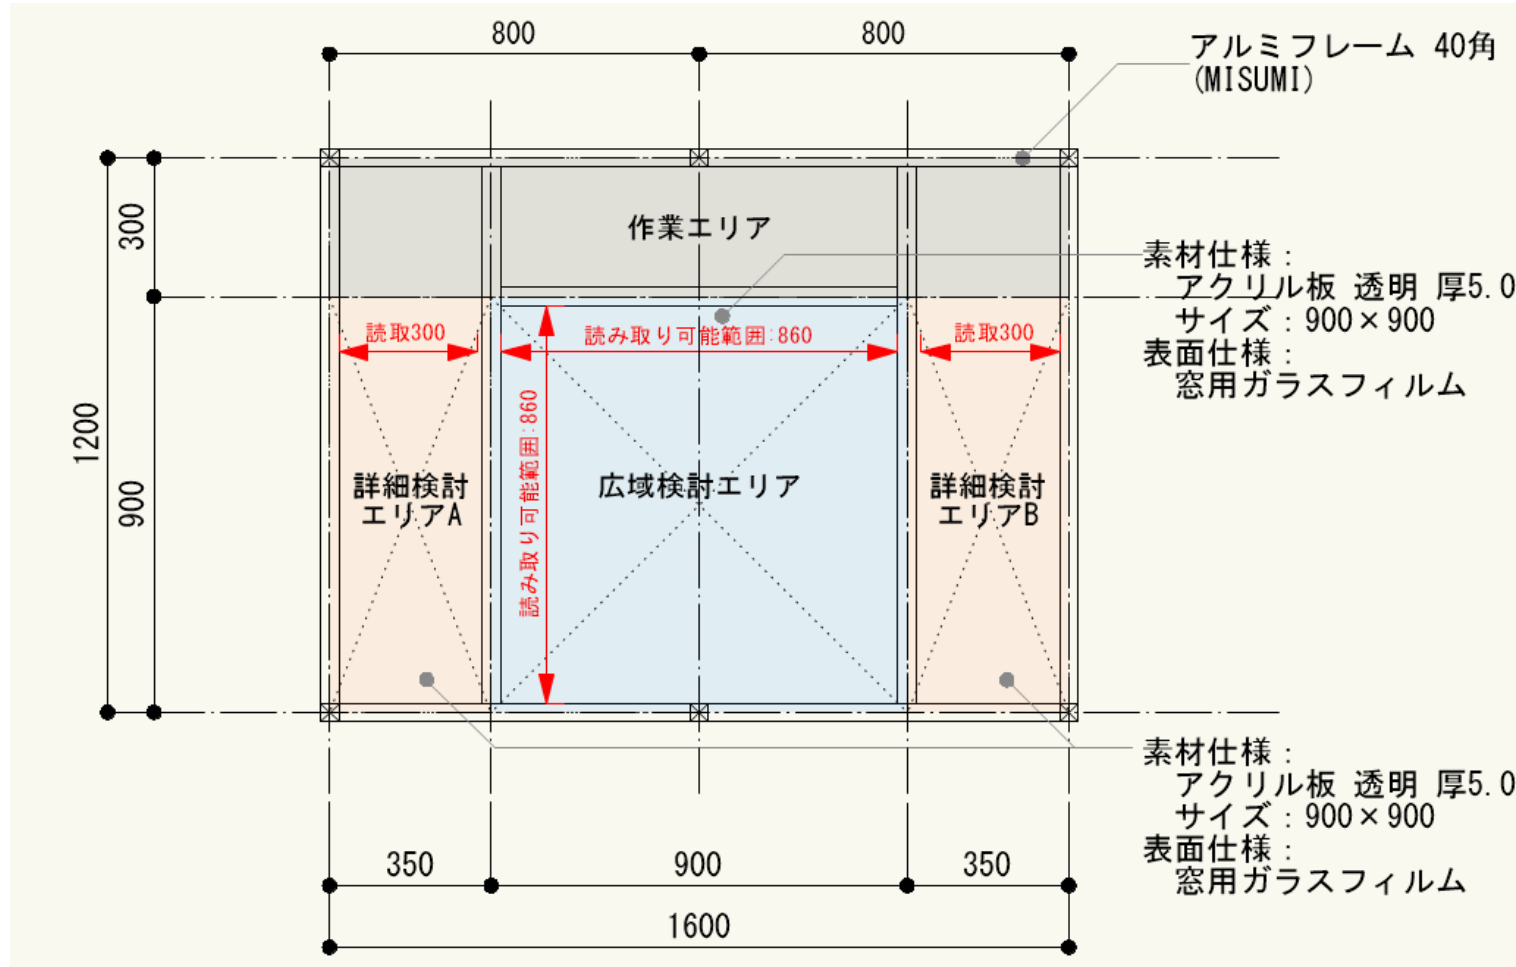 800
800
アルミフレーム 40角
(MISUMI)
300
作業エリア
素材仕様：
アクリル板 透明 厚5.0
サイズ：900×900
表面仕様：
窓用ガラスフィルム
読取300
読み取り可能範囲:860
読取300
1200
900
読み取り可能範囲:860
詳細検討
エリアA
広域検討エリア
詳細検討
エリアB
素材仕様：
アクリル板 透明 厚5.0
サイズ：900×900
表面仕様：
窓用ガラスフィルム
350
900
350
1600